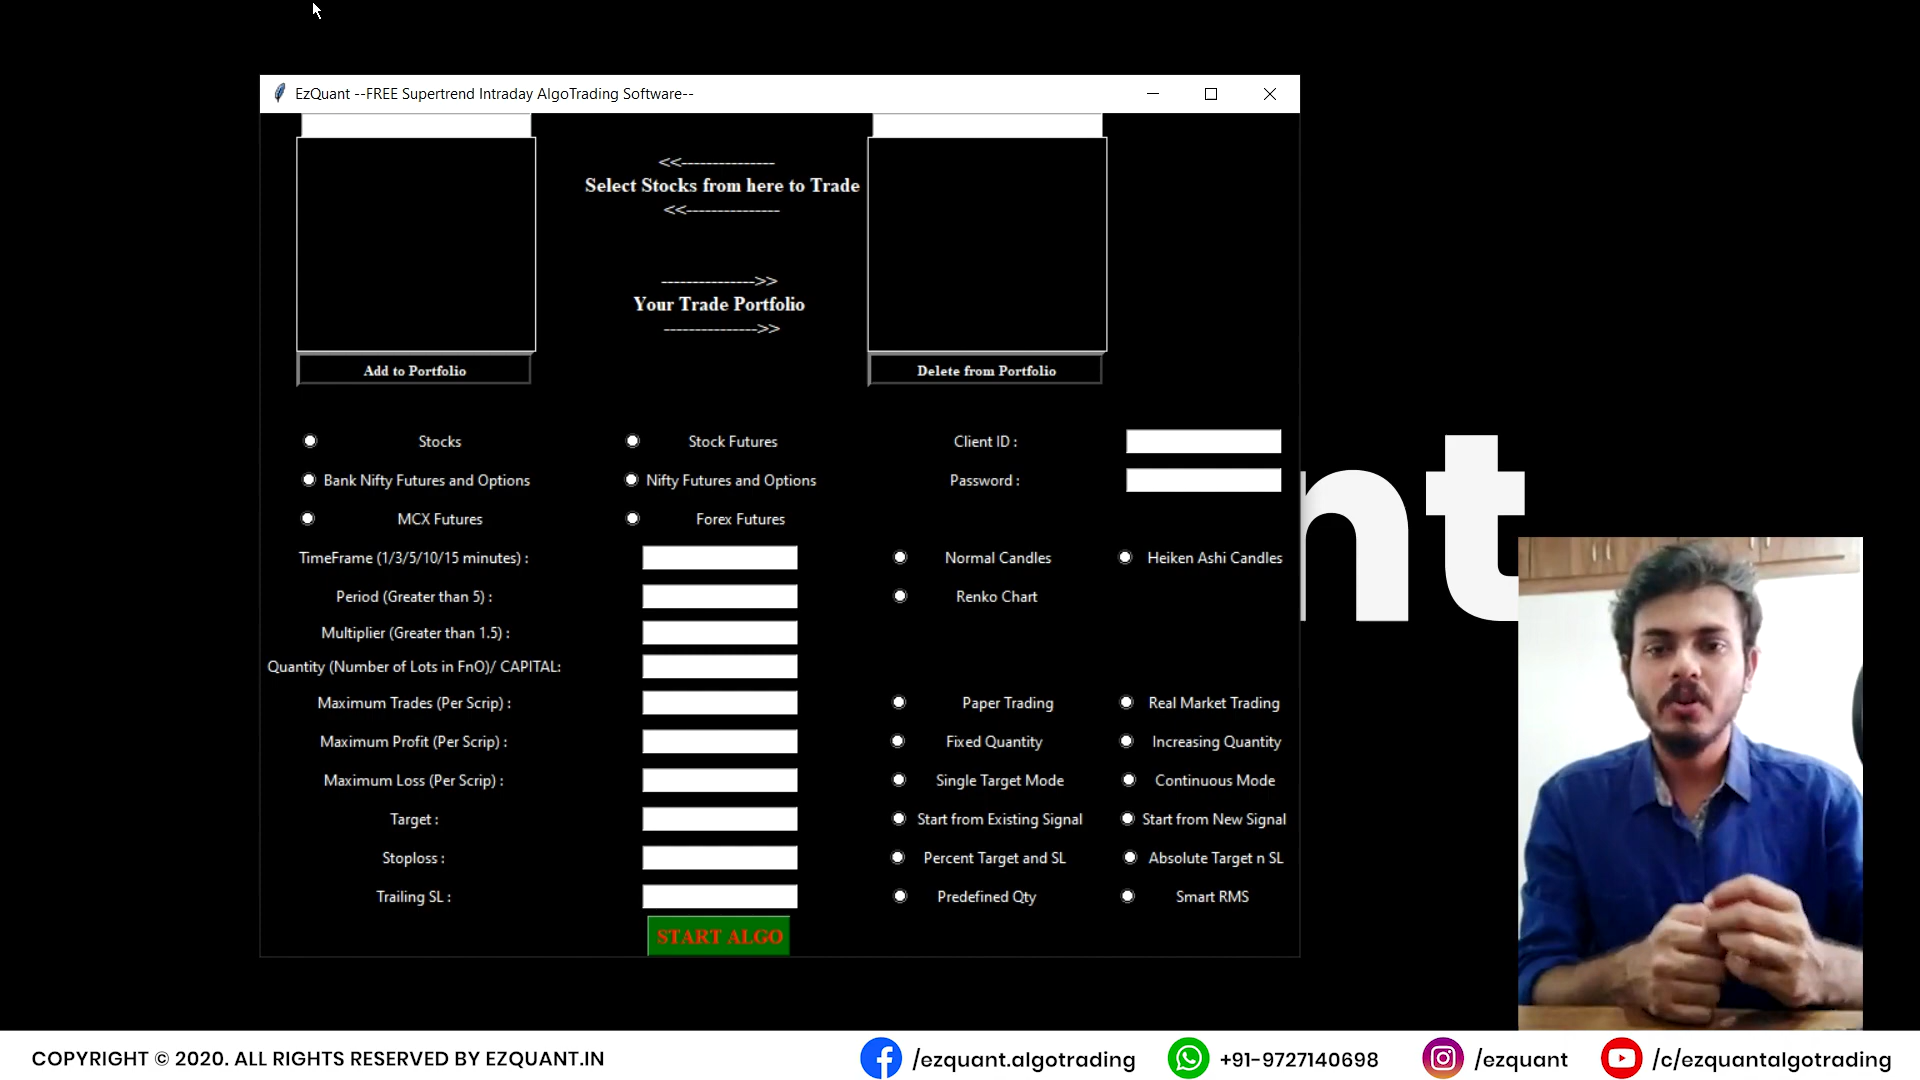 EzQuant --FREE Supertrend Intraday AlgoTrading Software--
<<---------------
Select Stocks from here to Trade
<<---------------
--------------->>
Your Trade Portfolio
--------------->>
Add to Portfolio
Delete from Portfolio
Stocks
Stock Futures
Client ID :
Bank Nifty Futures and Options
Nifty Futures and Options
Password :
MCX Futures
Forex Futures
TimeFrame (1/3/5/10/15 minutes) :
Normal Candles
Heiken Ashi Candles
Period (Greater than 5) :
Renko Chart
Multiplier (Greater than 1.5) :
Quantity (Number of Lots in FnO)/ CAPITAL:
Maximum Trades (Per Scrip) :
Paper Trading
Real Market Trading
Maximum Profit (Per Scrip) :
Fixed Quantity
Increasing Quantity
Maximum Loss (Per Scrip) :
Single Target Mode
Continuous Mode
Target :
Start from Existing Signal
Start from New Signal
Stoploss :
Percent Target and SL
Absolute Target n SL
Trailing SL :
Predefined Qty
Smart RMS
START ALGO
nt
COPYRIGHT © 2020. ALL RIGHTS RESERVED BY EZQUANT.IN
/ezquant.algotrading
+91-9727140698
/ezquant
/c/ezquantalgotrading